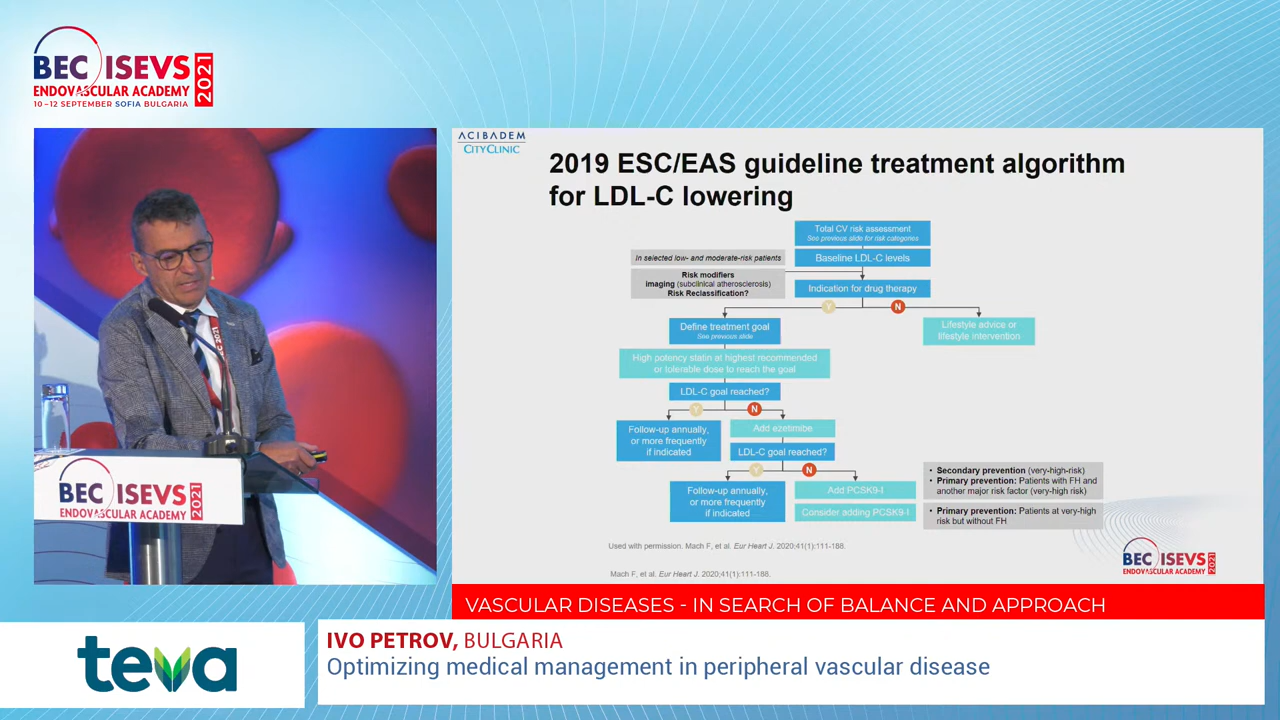 BEC ISEVS 2021
ENDOVASCULAR ACADEMY
10 – 12 SEPTEMBER SOFIA BULGARIA
BEC ISEVS 2021
ENDOVASCULAR ACADEMY
ACIBADEM
CITYCLINIC
2019 ESC/EAS guideline treatment algorithm
for LDL-C lowering
Total CV risk assessment
See previous slide for risk categories
In selected low- and moderate-risk patients
Baseline LDL-C levels
Risk modifiers
imaging (subclinical atherosclerosis)
Risk Reclassification?
Indication for drug therapy
Y
N
Define treatment goal
See previous slide
Lifestyle advice or
lifestyle intervention
High potency statin at highest recommended
or tolerable dose to reach the goal
LDL-C goal reached?
Y
N
Follow-up annually,
or more frequently
if indicated
Add ezetimibe
LDL-C goal reached?
Y
N
Follow-up annually,
or more frequently
if indicated
Add PCSK9-I
Consider adding PCSK9-I
• Secondary prevention (very-high-risk)
• Primary prevention: Patients with FH and
another major risk factor (very-high risk)
• Primary prevention: Patients at very-high
risk but without FH
Used with permission. Mach F, et al. Eur Heart J. 2020;41(1):111-188.
Mach F, et al. Eur Heart J. 2020;41(1):111-188.
BEC ISEVS 2021
ENDOVASCULAR ACADEMY
VASCULAR DISEASES - IN SEARCH OF BALANCE AND APPROACH
teva
IVO PETROV, BULGARIA
Optimizing medical management in peripheral vascular disease